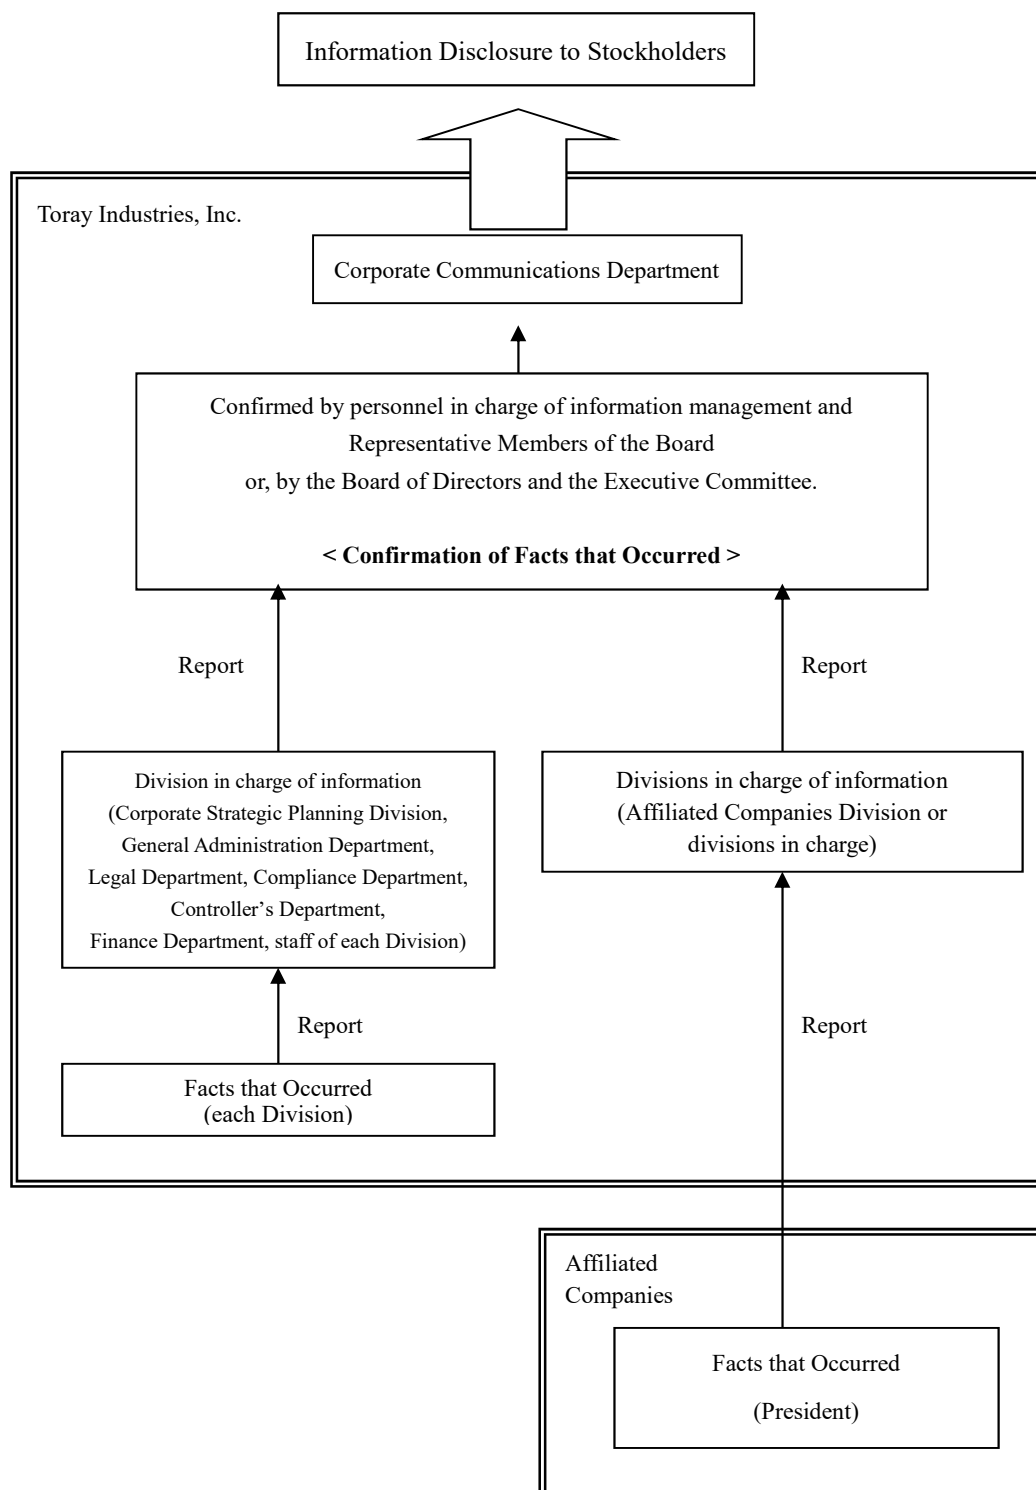 Information Disclosure to Stockholders
Toray Industries, Inc.
Corporate Communications Department
Confirmed by personnel in charge of information management and
Representative Members of the Board
or, by the Board of Directors and the Executive Committee.
< Confirmation of Facts that Occurred >
Report
Report
Division in charge of information
(Corporate Strategic Planning Division,
General Administration Department,
Legal Department, Compliance Department,
Controller’s Department,
Finance Department, staff of each Division)
Divisions in charge of information
(Affiliated Companies Division or
divisions in charge)
Report
Report
Facts that Occurred
(each Division)
Affiliated
Companies
Facts that Occurred
(President)